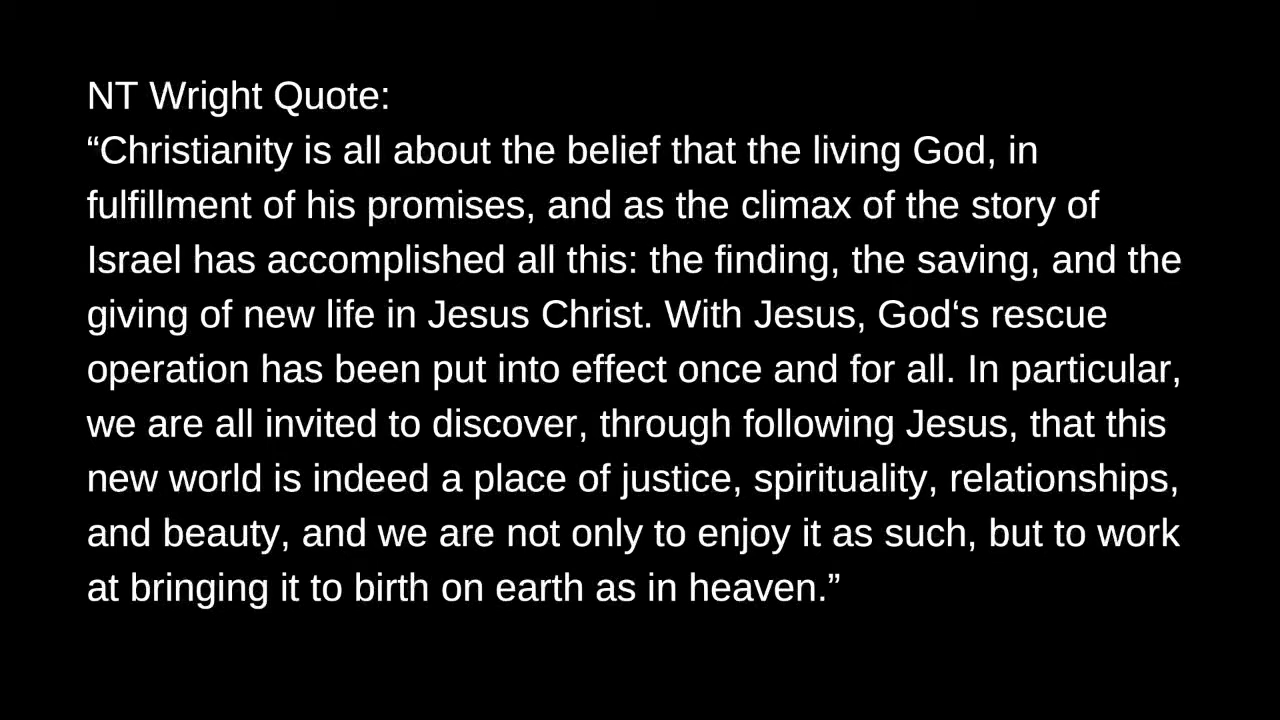 NT Wright Quote:
“Christianity is all about the belief that the living God, in
fulfillment of his promises, and as the climax of the story of
Israel has accomplished all this: the finding, the saving, and the
giving of new life in Jesus Christ. With Jesus, God‘s rescue
operation has been put into effect once and for all. In particular,
we are all invited to discover, through following Jesus, that this
new world is indeed a place of justice, spirituality, relationships,
and beauty, and we are not only to enjoy it as such, but to work
at bringing it to birth on earth as in heaven.”